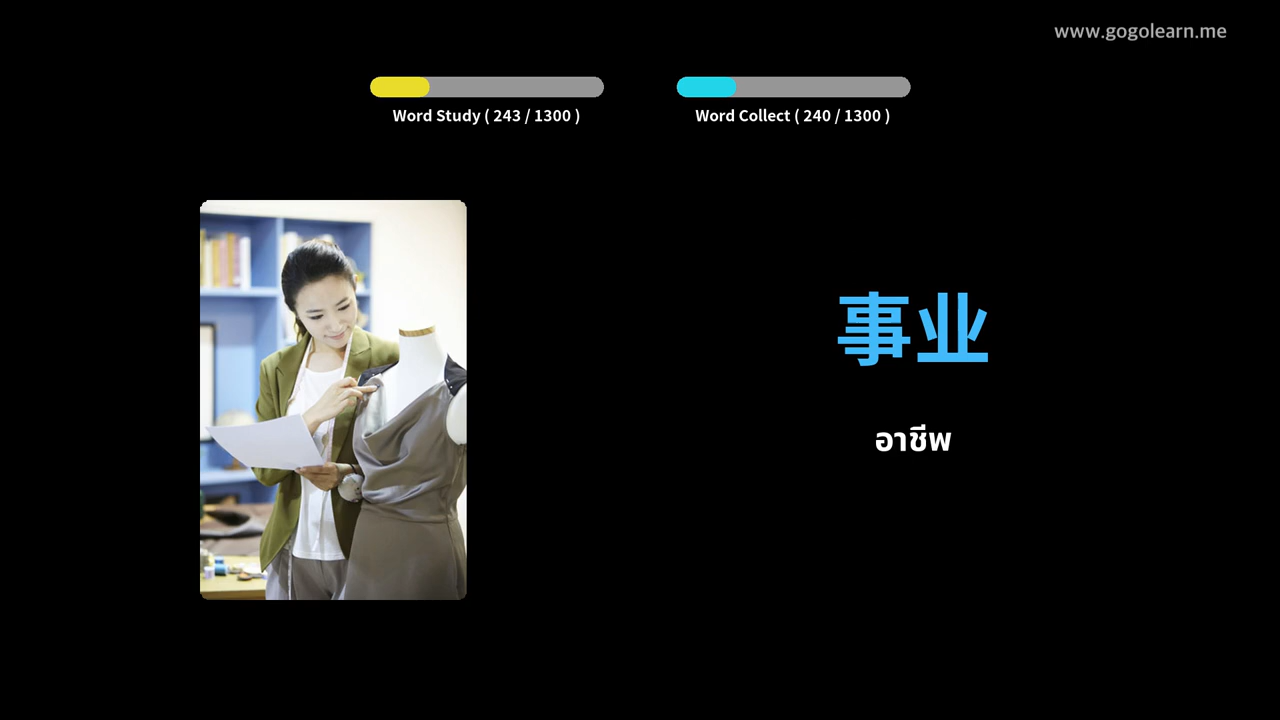 www.gogolearn.me
Word Study ( 243 / 1300 )
Word Collect ( 240 / 1300 )
事业
อาชีพ